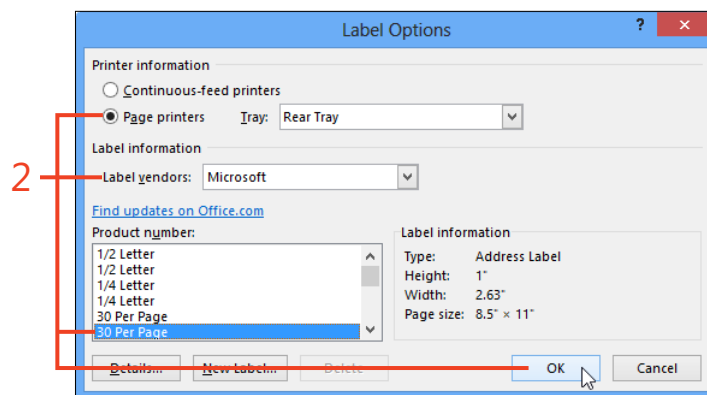 Label Options
? ×
Printer information
Continuous-feed printers
Page printers Tray: Rear Tray
Label information
2
Label vendors: Microsoft
Find updates on Office.com
Product number:
1/2 Letter
1/2 Letter
1/4 Letter
1/4 Letter
30 Per Page
30 Per Page
Label information
Type: Address Label
Height: 1"
Width: 2.63"
Page size: 8.5" × 11"
Details... New Label... Delete OK Cancel